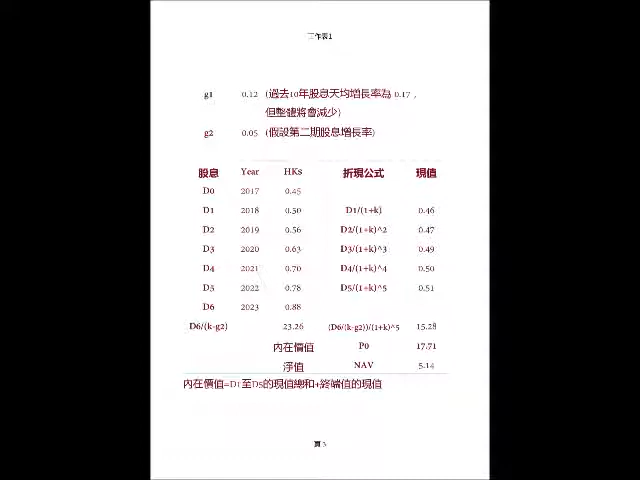 工作表1
g1 0.12 (過去10年股息平均增長率為 0.17，
但整體將會減少)
g2 0.05 (假設第二期股息增長率)
股息 Year HK$ 折現公式 現值
D0 2017 0.45
D1 2018 0.50 D1/(1+k) 0.46
D2 2019 0.56 D2/(1+k)^2 0.47
D3 2020 0.63 D3/(1+k)^3 0.49
D4 2021 0.70 D4/(1+k)^4 0.50
D5 2022 0.78 D5/(1+k)^5 0.51
D6 2023 0.88
D6/(k-g2) 23.26 (D6/(k-g2))/(1+k)^5 15.28
內在價值 P0 17.71
淨值 NAV 5.14
內在價值=D1至D5的現值總和+終端值的現值
頁 3